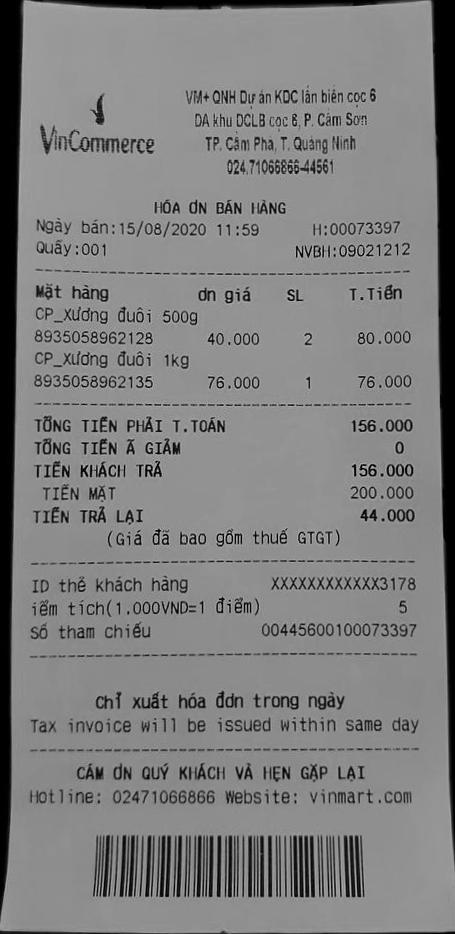 VinCommerce
VM+ QNH Dự án KDC lấn biển cọc 6
DA khu DCLB cọc 6, P. Cẩm Sơn
TP. Cẩm Phả, T. Quảng Ninh
024.71066866-44561
HÓA ƠN BÁN HÀNG
Ngày bán:15/08/2020 11:59 H:00073397
Quầy:001 NVBH:09021212
Mặt hàng ơn giá SL T.Tiền
CP_Xương đuôi 500g
8935058962128 40.000 2 80.000
CP_Xương đuôi 1kg
8935058962135 76.000 1 76.000
TỔNG TIỀN PHẢI T.TOÁN 156.000
TỔNG TIỀN Ã GIẢM 0
TIỀN KHÁCH TRẢ 156.000
TIỀN MẶT 200.000
TIỀN TRẢ LẠI 44.000
(Giá đã bao gồm thuế GTGT)
ID thẻ khách hàng XXXXXXXXXXXX3178
iểm tích(1.000VND=1 điểm) 5
Số tham chiếu 00445600100073397
Chỉ xuất hóa đơn trong ngày
Tax invoice will be issued within same day
CÁM ƠN QUÝ KHÁCH VÀ HẸN GẶP LẠI
Hotline: 02471066866 Website: vinmart.com